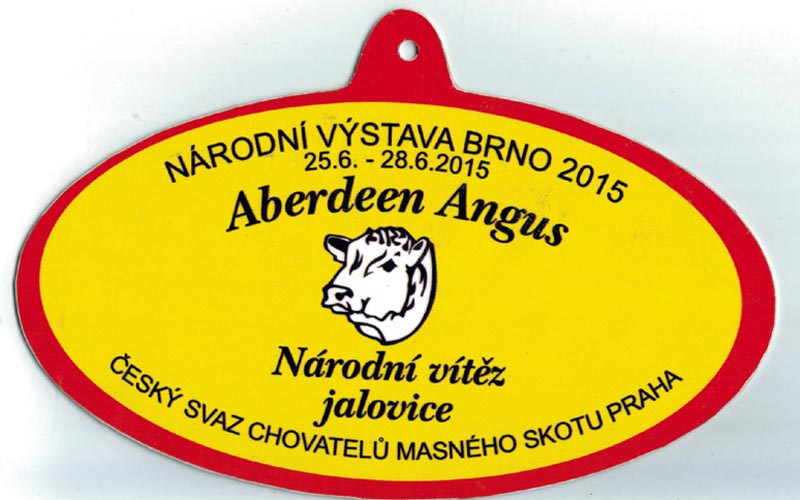 NÁRODNÍ VÝSTAVA BRNO 2015
25.6. - 28.6.2015
Aberdeen Angus
Národní vítěz
jalovice
ČESKÝ SVAZ CHOVATELŮ MASNÉHO SKOTU PRAHA